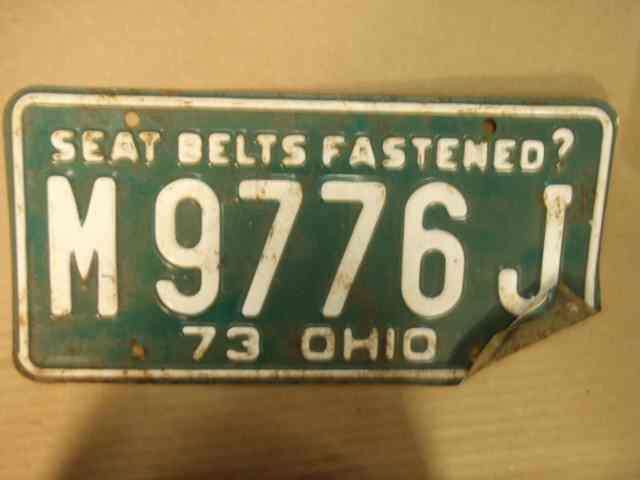 SEAT BELTS FASTENED?
M 9776 J
73 OHIO